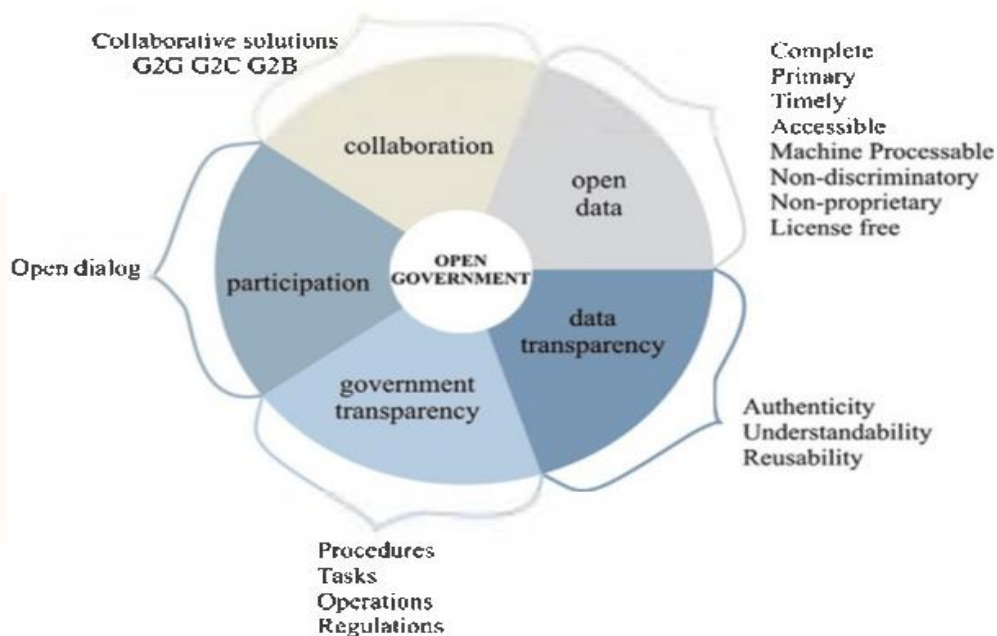 Collaborative solutions
G2G G2C G2B
Complete
Primary
Timely
Accessible
Machine Processable
Non-discriminatory
Non-proprietary
License free
collaboration
open
data
Open dialog
participation
OPEN
GOVERNMENT
data
transparency
government
transparency
Authenticity
Understandability
Reusability
Procedures
Tasks
Operations
Regulations